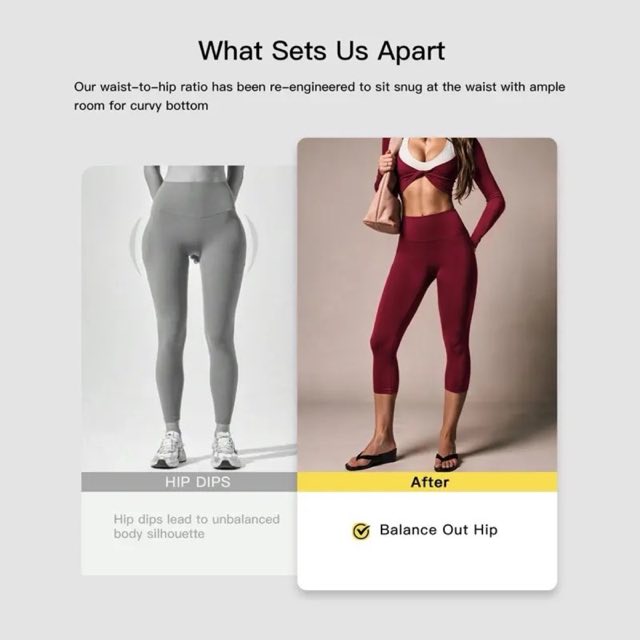 What Sets Us Apart
Our waist-to-hip ratio has been re-engineered to sit snug at the waist with ample
room for curvy bottom
HIP DIPS
After
Hip dips lead to unbalanced
body silhouette
Balance Out Hip